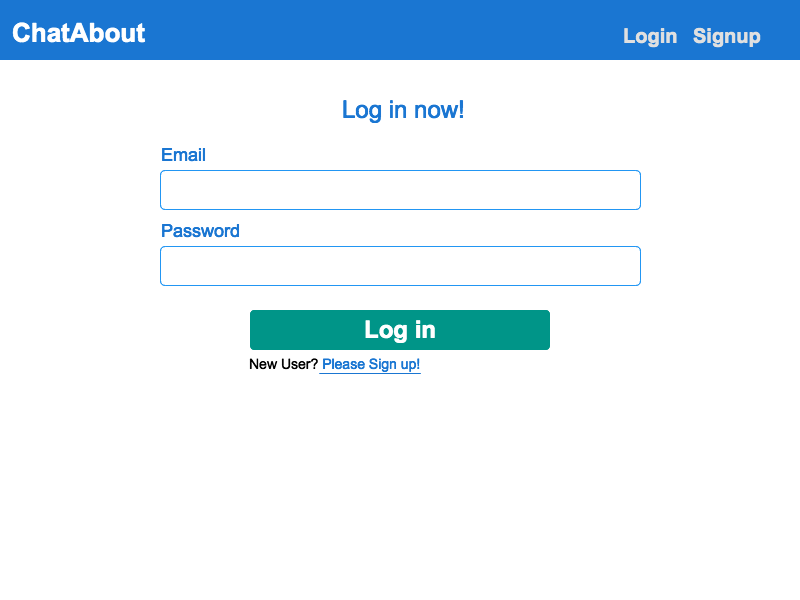 ChatAbout
Login Signup
Log in now!
Email
Password
Log in
New User? Please Sign up!